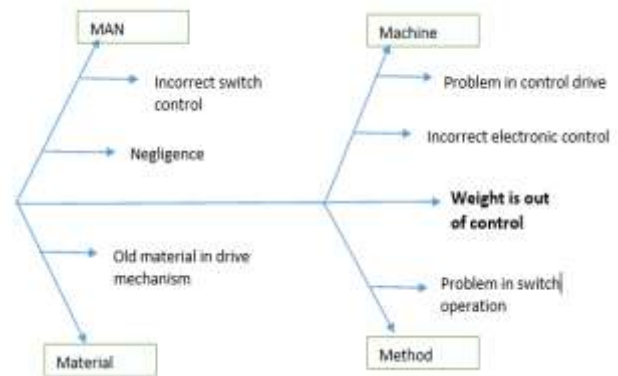 MAN
Machine
Incorrect switch
control
Problem in control drive
Negligence
Incorrect electronic control
Weight is out
of control
Old material in drive
mechanism
Problem in switch
operation
Material
Method